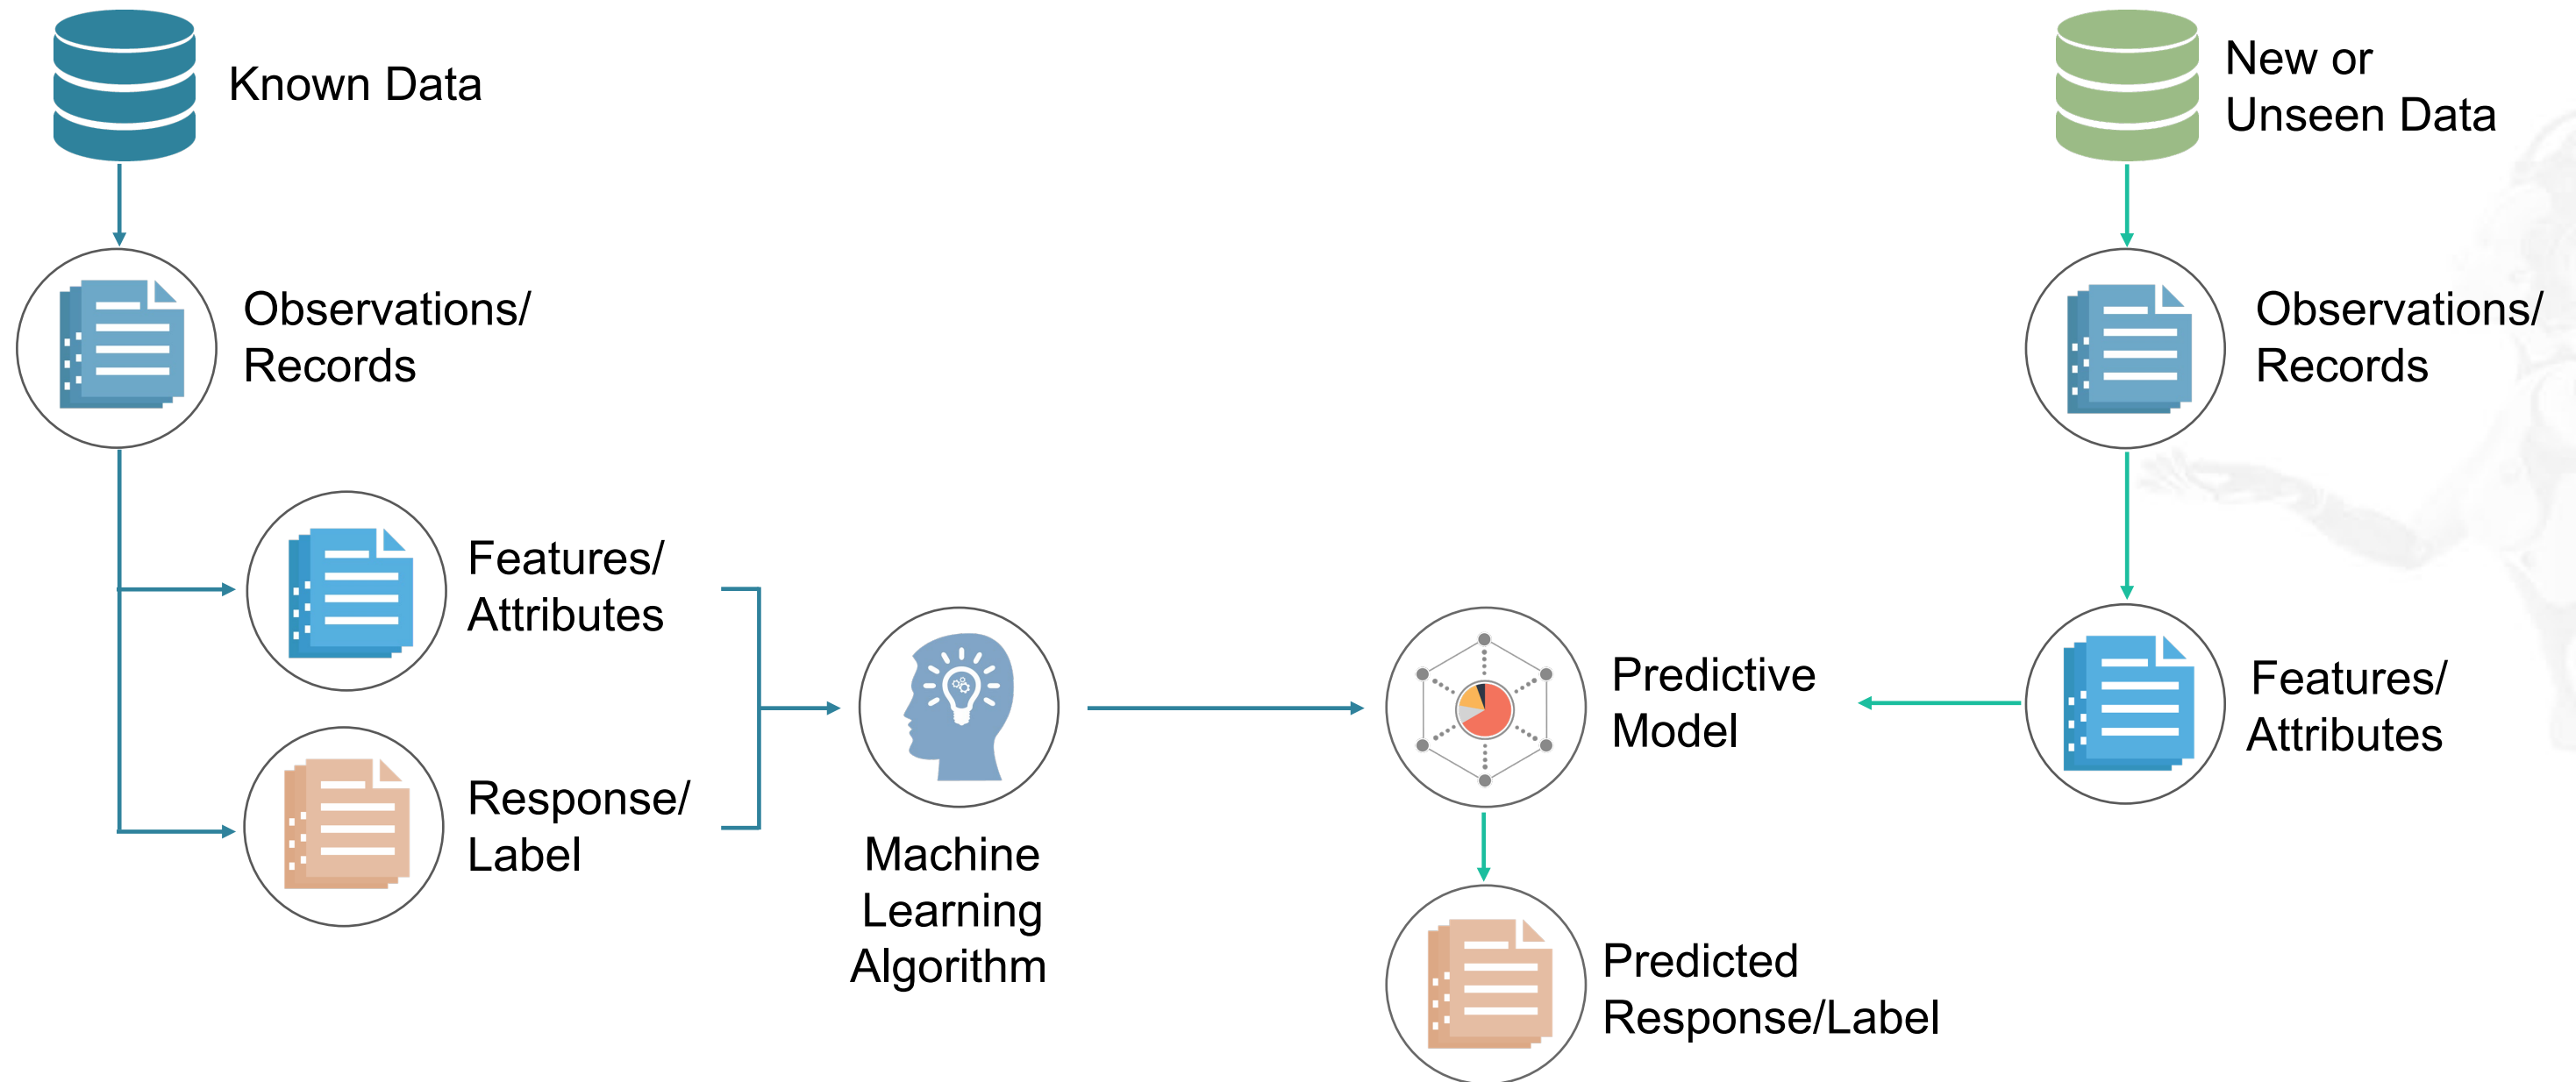 Known Data
New or
Unseen Data
Observations/
Records
Observations/
Records
Features/
Attributes
Predictive
Model
Features/
Attributes
Response/
Label
Machine
Learning
Algorithm
Predicted
Response/Label